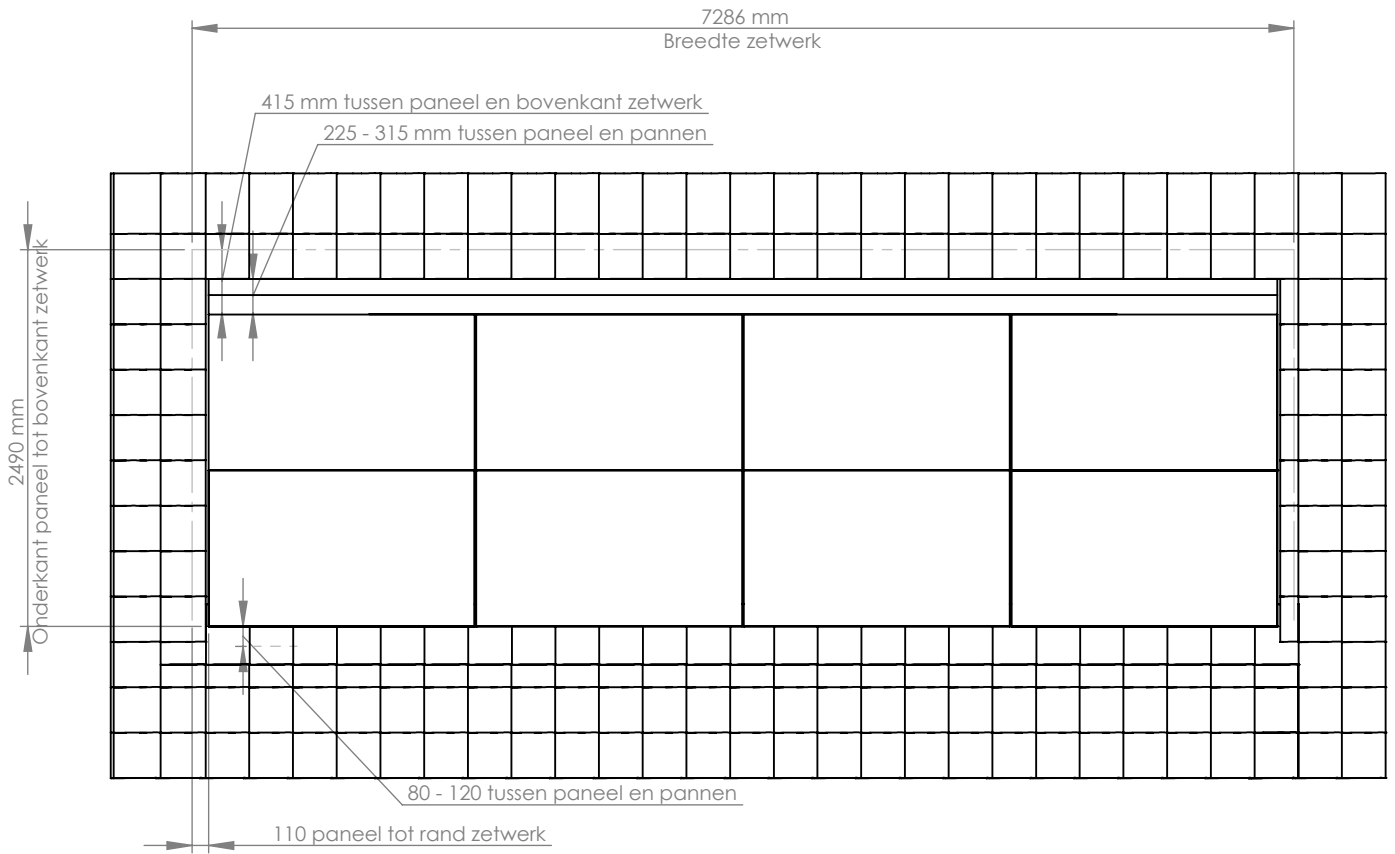 7286 mm
Breedte zetwerk
415 mm tussen paneel en bovenkant zetwerk
225 - 315 mm tussen paneel en pannen
2490 mm
Onderkant paneel tot bovenkant zetwerk
80 - 120 tussen paneel en pannen
110 paneel tot rand zetwerk